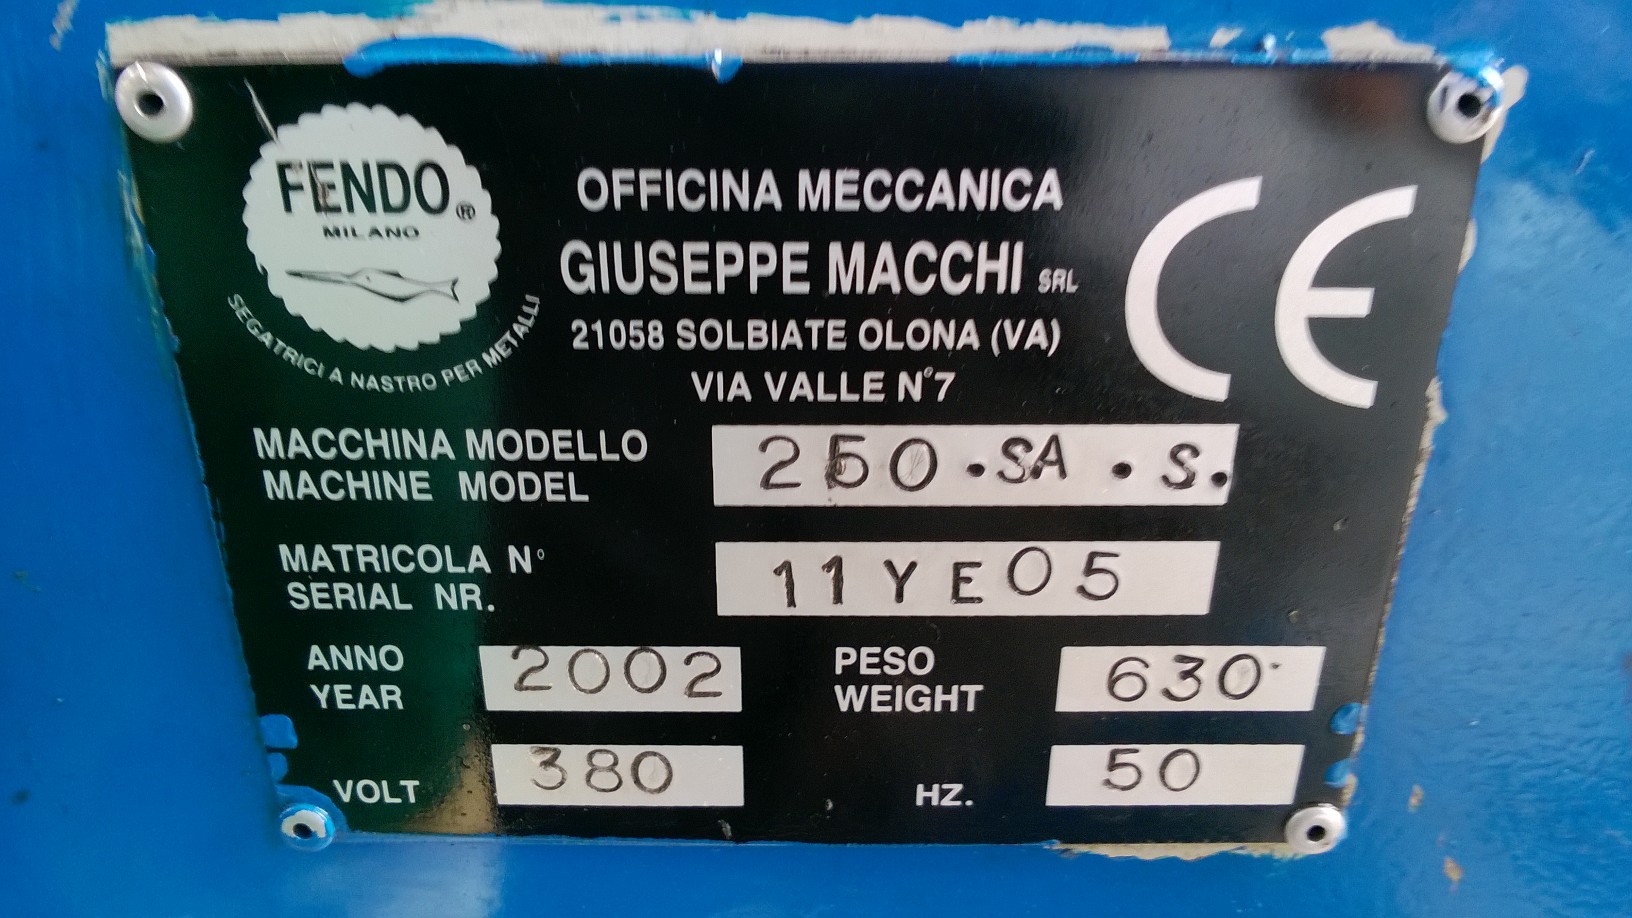 FENDO ®
MILANO
SEGATRICI A NASTRO PER METALLI
OFFICINA MECCANICA
GIUSEPPE MACCHI SRL
21058 SOLBIATE OLONA (VA)
VIA VALLE N°7
CE
MACCHINA MODELLO
MACHINE MODEL
250 . SA . S.
MATRICOLA N°
SERIAL NR.
11YE05
ANNO
YEAR
2002
PESO
WEIGHT
630
VOLT
380
HZ.
50